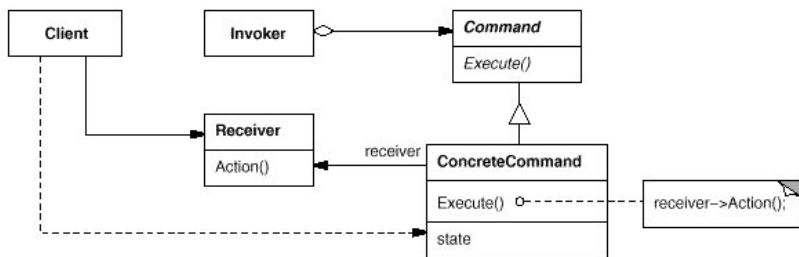 Client
Invoker
Command
Execute()
Receiver
Action()
receiver
ConcreteCommand
Execute()
state
receiver->Action();